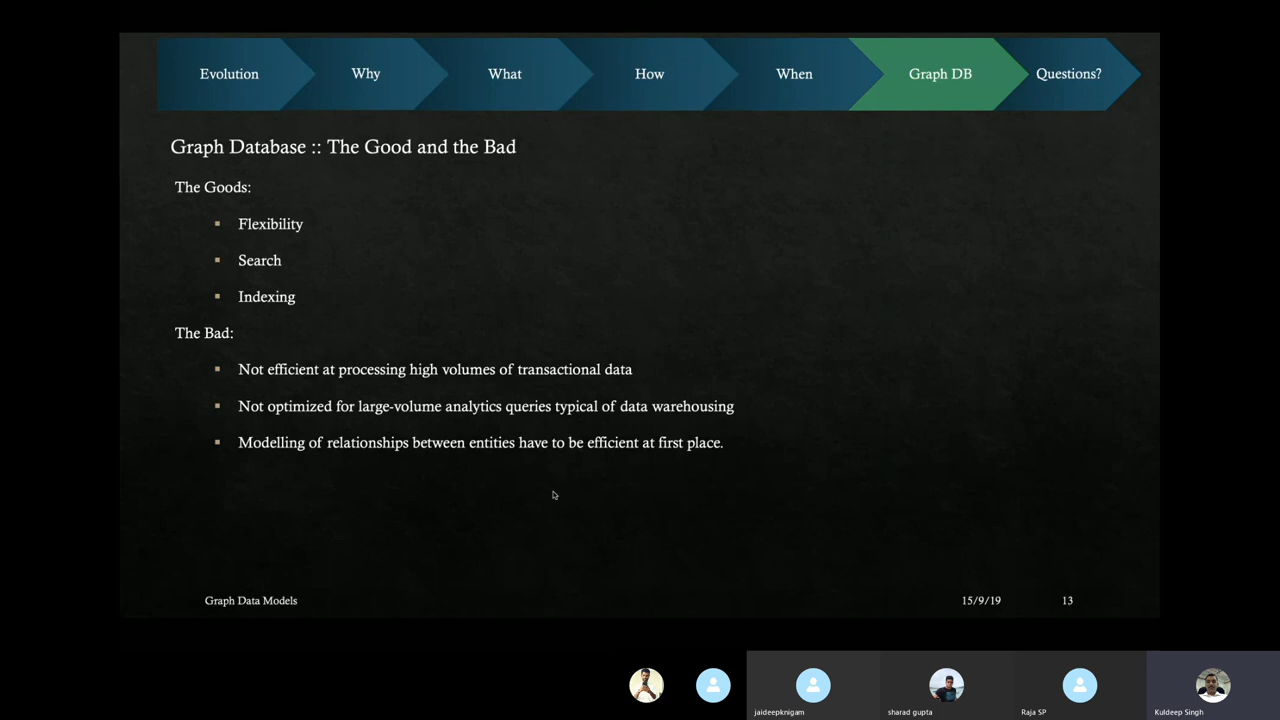 Evolution
Why
What
How
When
Graph DB
Questions?
Graph Database :: The Good and the Bad
The Goods:
Flexibility
Search
Indexing
The Bad:
Not efficient at processing high volumes of transactional data
Not optimized for large-volume analytics queries typical of data warehousing
Modelling of relationships between entities have to be efficient at first place.
Graph Data Models
15/9/19
13
jaideepknigam
sharad gupta
Raja SP
Kuldeep Singh